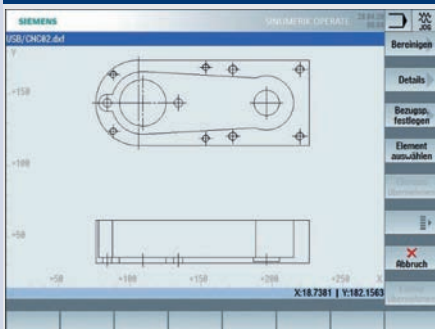 SIEMENS
SINUMERIK OPERATE
JOG
USB/CNC02.dxf
Bereinigen
Y
Details
+150
Bezugsp.
festlegen
Element
auswählen
+100
+50
Abbruch
+50
+100
+150
+200
+250
X
X:18.7381 | Y:182.1563